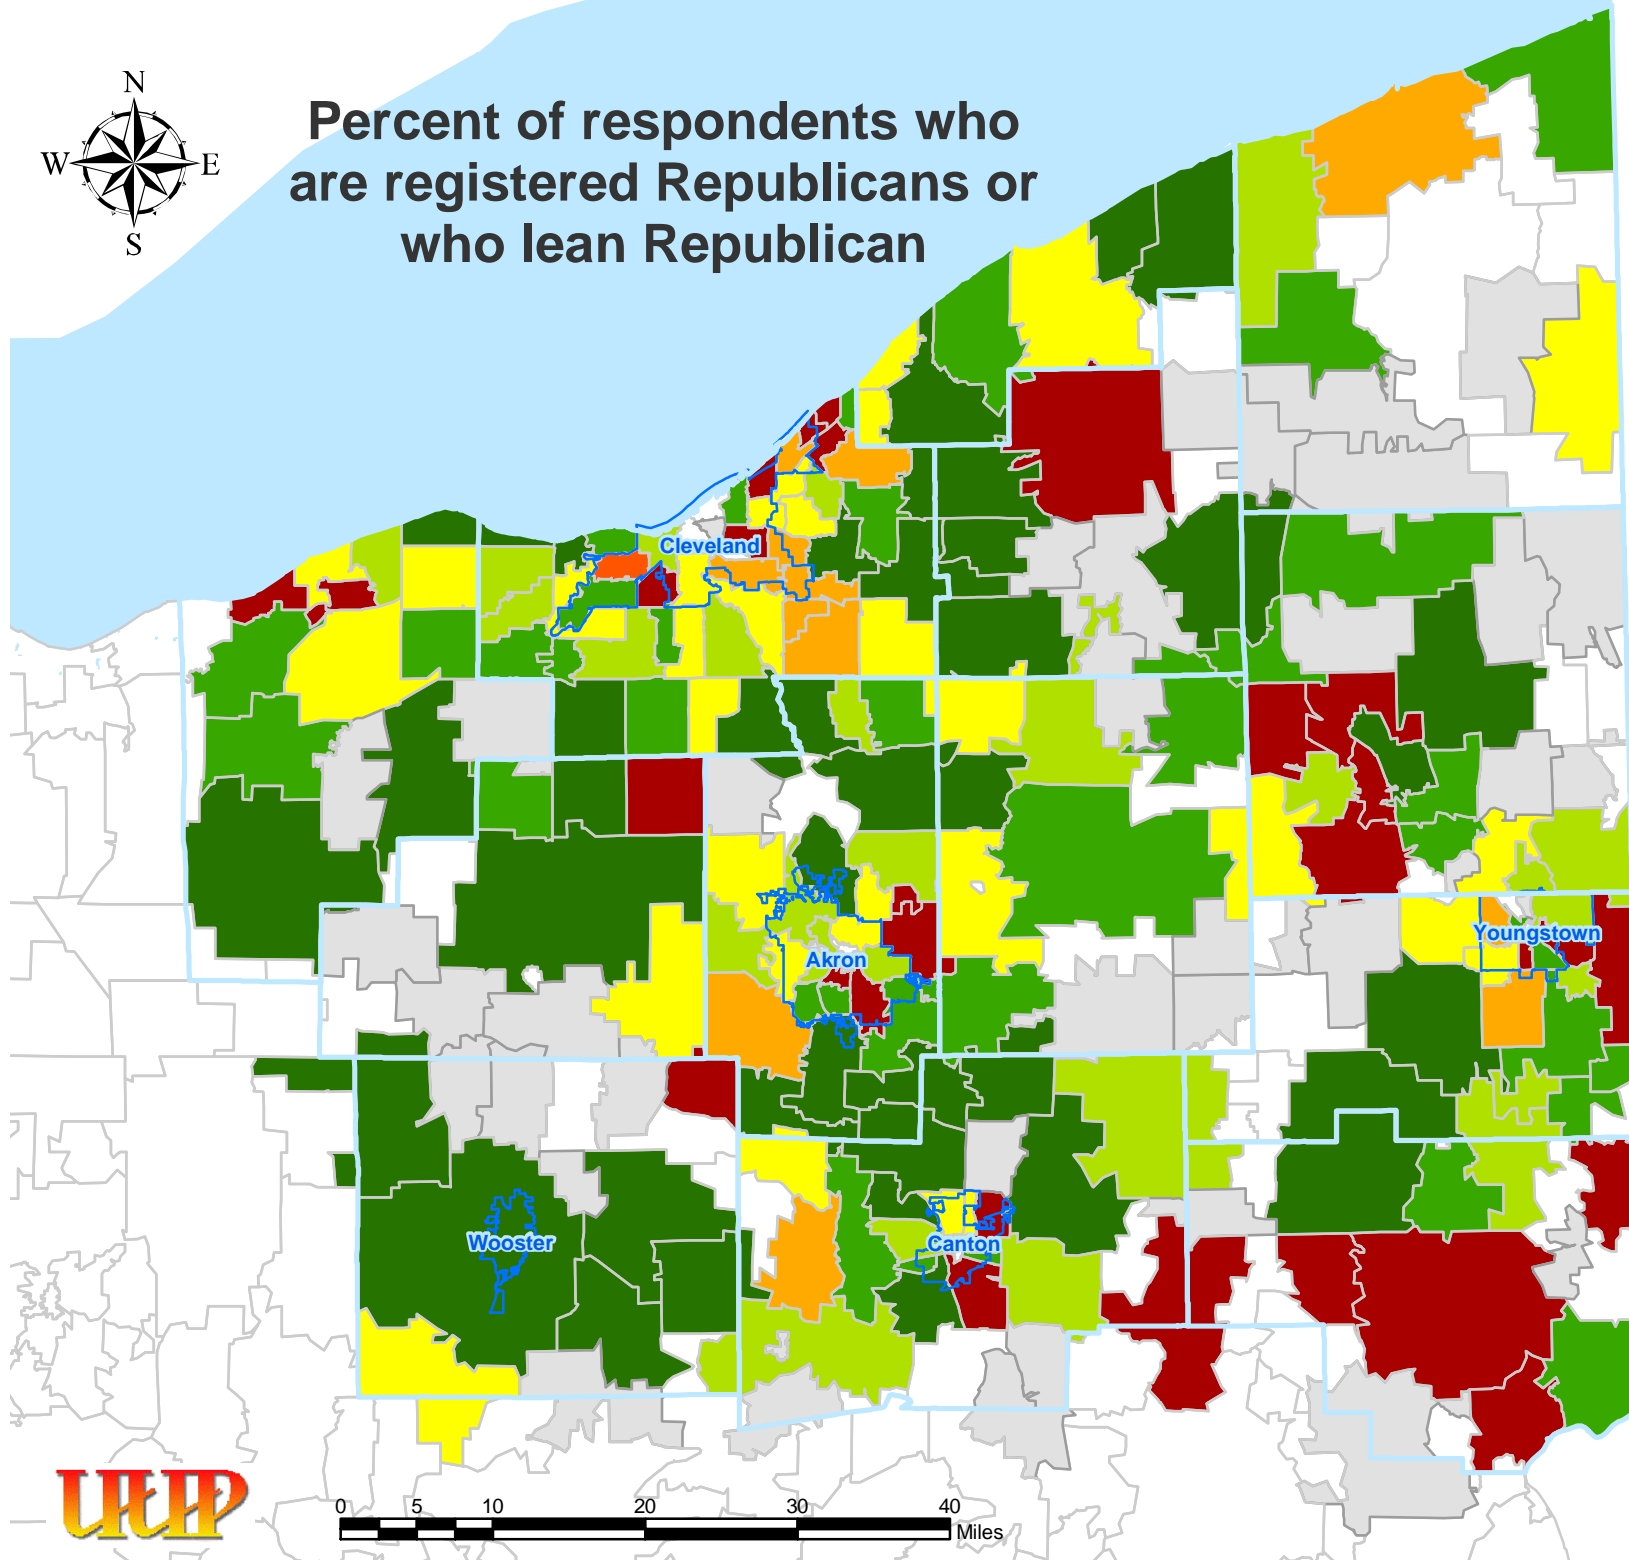 Percent of respondents who
are registered Republicans or
who lean Republican
N
W
E
S
Cleveland
Akron
Youngstown
Wooster
Canton
UUP
0 5 10 20 30 40
Miles